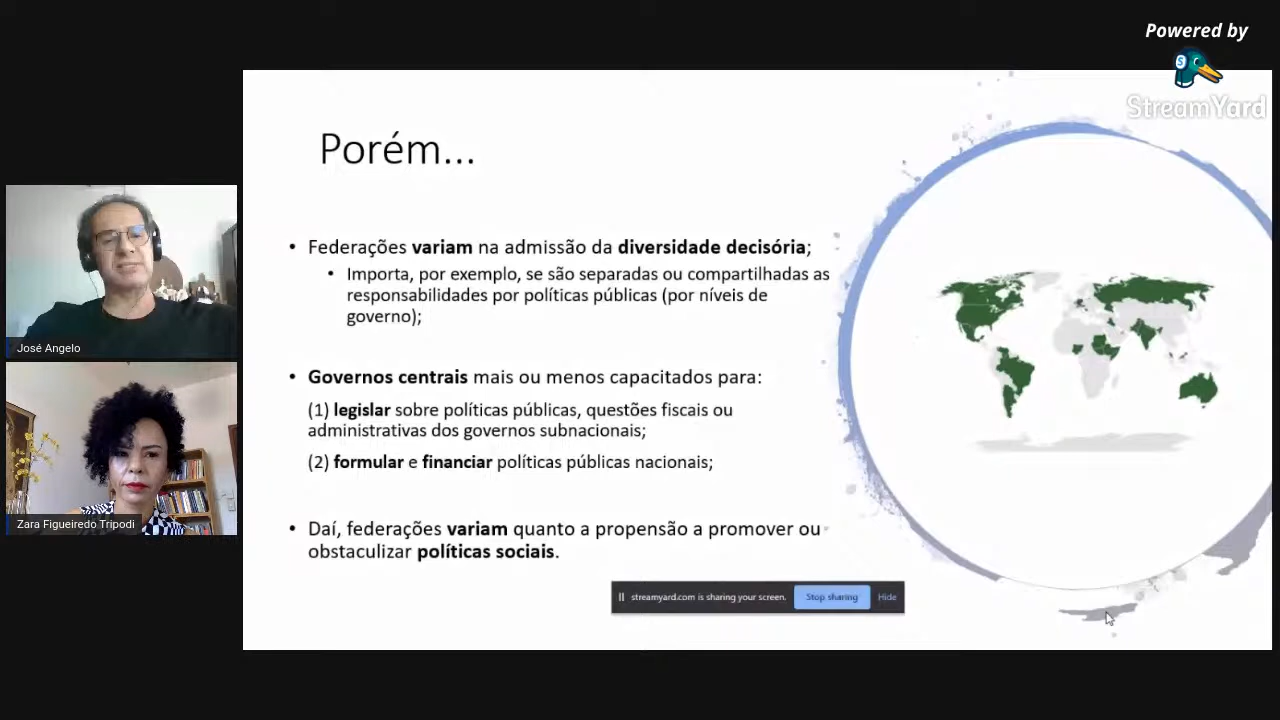 Powered by
StreamYard
Porém...
• Federações variam na admissão da diversidade decisória;
• Importa, por exemplo, se são separadas ou compartilhadas as
responsabilidades por políticas públicas (por níveis de
governo);
• Governos centrais mais ou menos capacitados para:
(1) legislar sobre políticas públicas, questões fiscais ou
administrativas dos governos subnacionais;
(2) formular e financiar políticas públicas nacionais;
• Daí, federações variam quanto a propensão a promover ou
obstaculizar políticas sociais.
streamyard.com is sharing your screen. Stop sharing Hide
José Angelo
Zara Figueiredo Tripodi